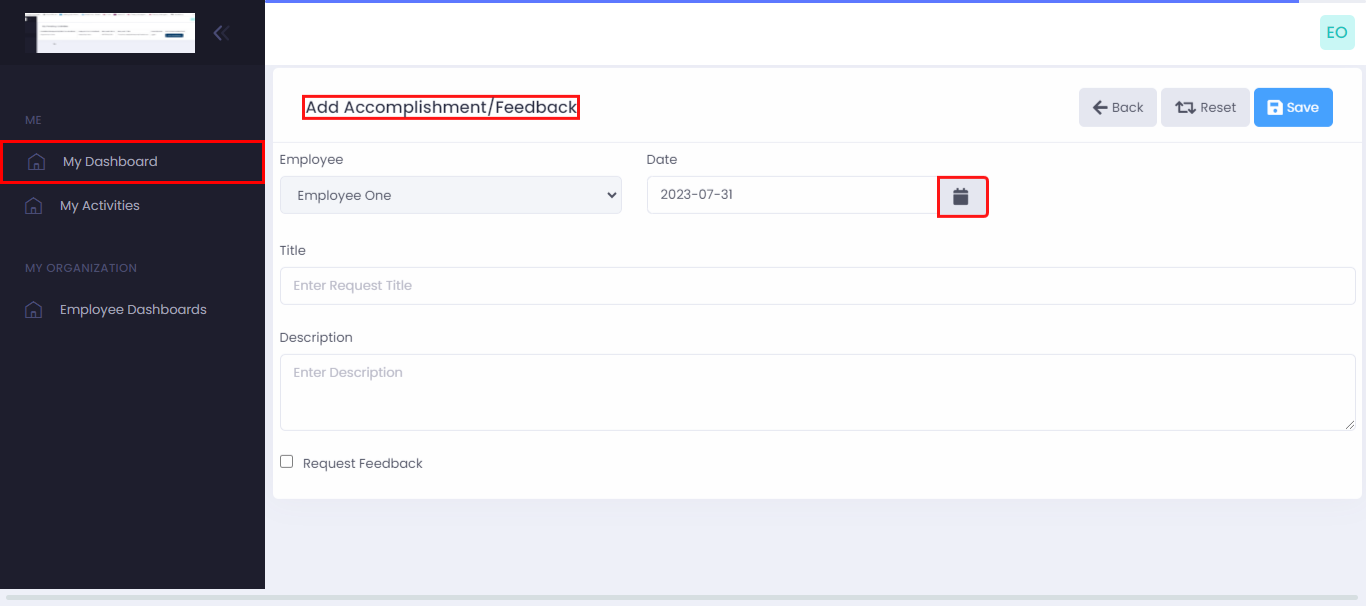 EO
ME
My Dashboard
My Activities
MY ORGANIZATION
Employee Dashboards
Add Accomplishment/Feedback
Back
Reset
Save
Employee
Date
Employee One
2023-07-31
Title
Enter Request Title
Description
Enter Description
Request Feedback